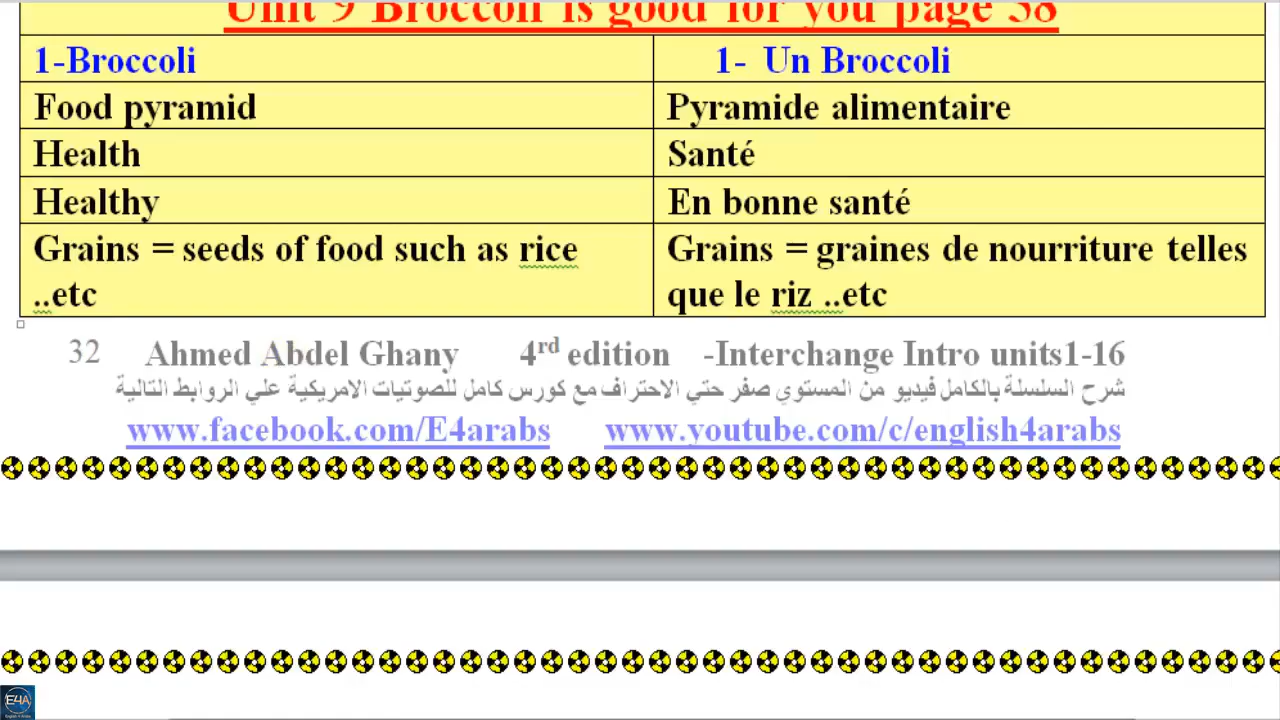 Unit 9 Broccoli is good for you page 38
1-Broccoli
1- Un Broccoli
Food pyramid
Pyramide alimentaire
Health
Santé
Healthy
En bonne santé
Grains = seeds of food such as rice
..etc
Grains = graines de nourriture telles
que le riz ..etc
32 Ahmed Abdel Ghany 4rd edition -Interchange Intro units1-16
شرح السلسلة بالكامل فيديو من المستوي صفر حتي الاحتراف مع كورس كامل للصوتيات الامريكية علي الروابط التالية
www.facebook.com/E4arabs www.youtube.com/c/english4arabs
E4A